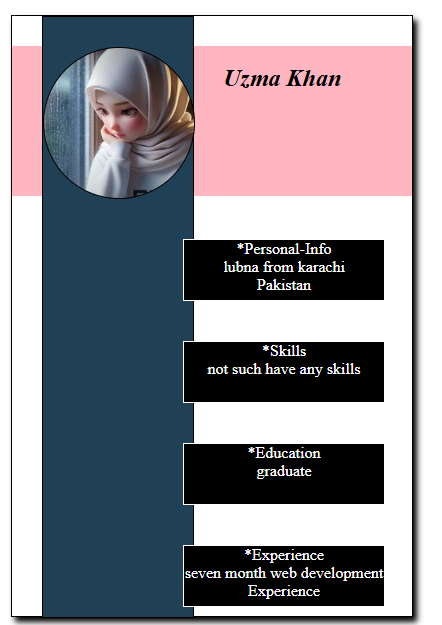 Uzma Khan
*Personal-Info
lubna from karachi
Pakistan
*Skills
not such have any skills
*Education
graduate
*Experience
seven month web development
Experience